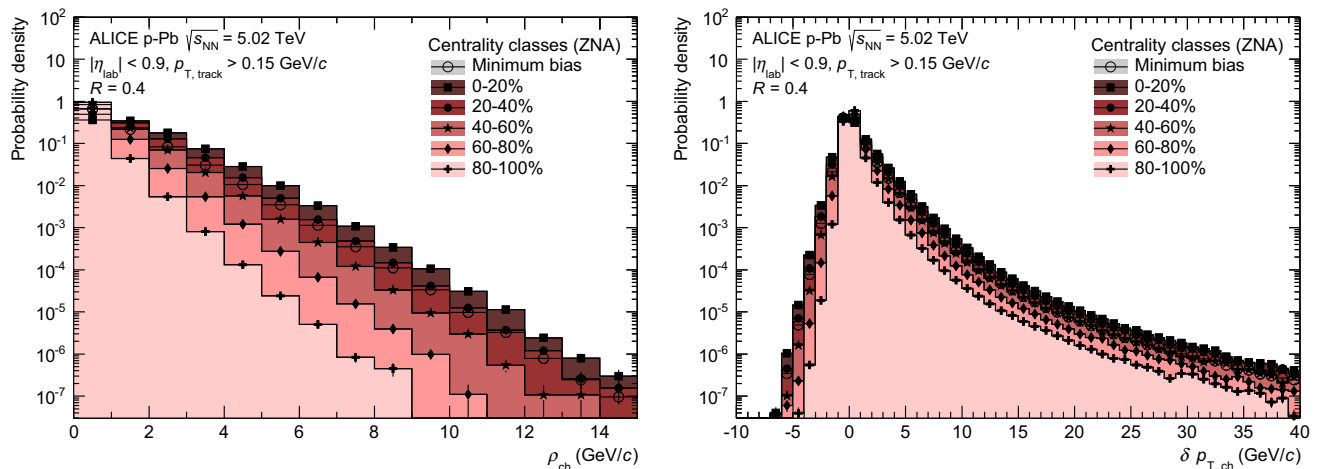 Probability density
10²
10
1
10⁻¹
10⁻²
10⁻³
10⁻⁴
10⁻⁵
10⁻⁶
10⁻⁷
ALICE p-Pb √s_NN = 5.02 TeV
|η_lab| < 0.9, p_T, track > 0.15 GeV/c
R = 0.4
Centrality classes (ZNA)
Minimum bias
0-20%
20-40%
40-60%
60-80%
80-100%
0 2 4 6 8 10 12 14
ρ_ch (GeV/c)
Probability density
10²
10
1
10⁻¹
10⁻²
10⁻³
10⁻⁴
10⁻⁵
10⁻⁶
10⁻⁷
ALICE p-Pb √s_NN = 5.02 TeV
|η_lab| < 0.9, p_T, track > 0.15 GeV/c
R = 0.4
Centrality classes (ZNA)
Minimum bias
0-20%
20-40%
40-60%
60-80%
80-100%
-10 -5 0 5 10 15 20 25 30 35 40
δ p_T, ch (GeV/c)